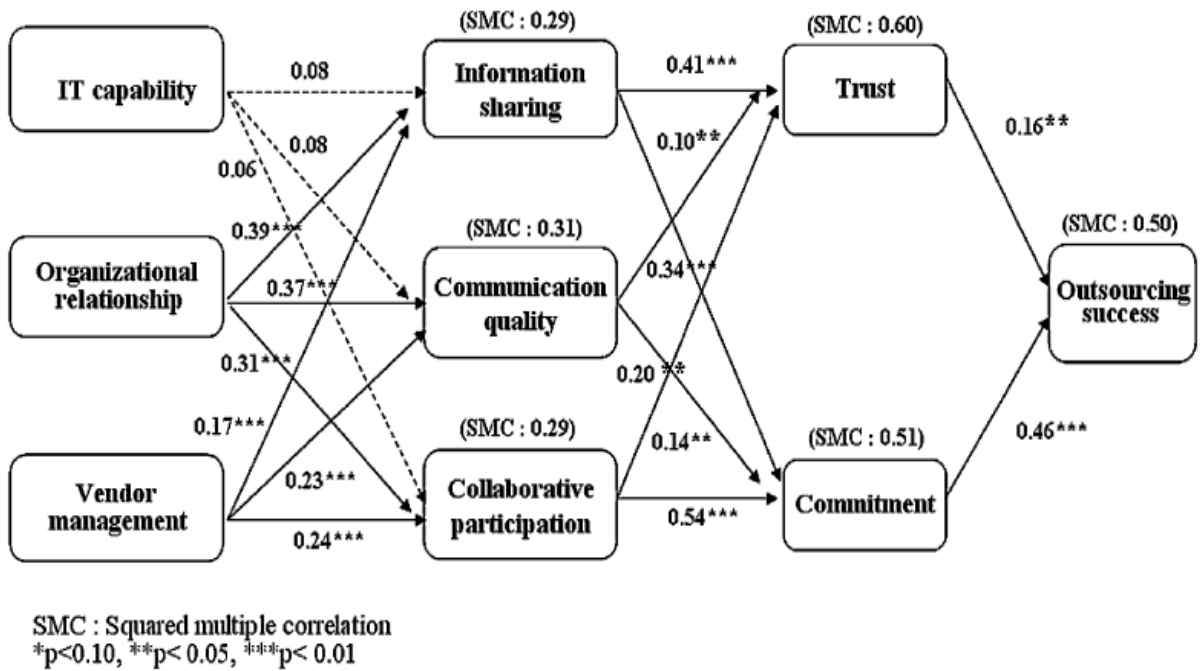 (SMC : 0.29)
(SMC : 0.60)
IT capability
0.08
Information
sharing
0.41***
Trust
0.08
0.10**
0.16**
0.06
0.39***
(SMC : 0.31)
(SMC : 0.50)
Organizational
relationship
0.37***
Communication
quality
0.34***
Outsourcing
success
0.31***
0.20 **
0.17***
(SMC : 0.29)
0.14**
(SMC : 0.51)
0.46***
Vendor
management
0.23***
0.24***
Collaborative
participation
0.54***
Commitment
SMC : Squared multiple correlation
*p<0.10, **p< 0.05, ***p< 0.01